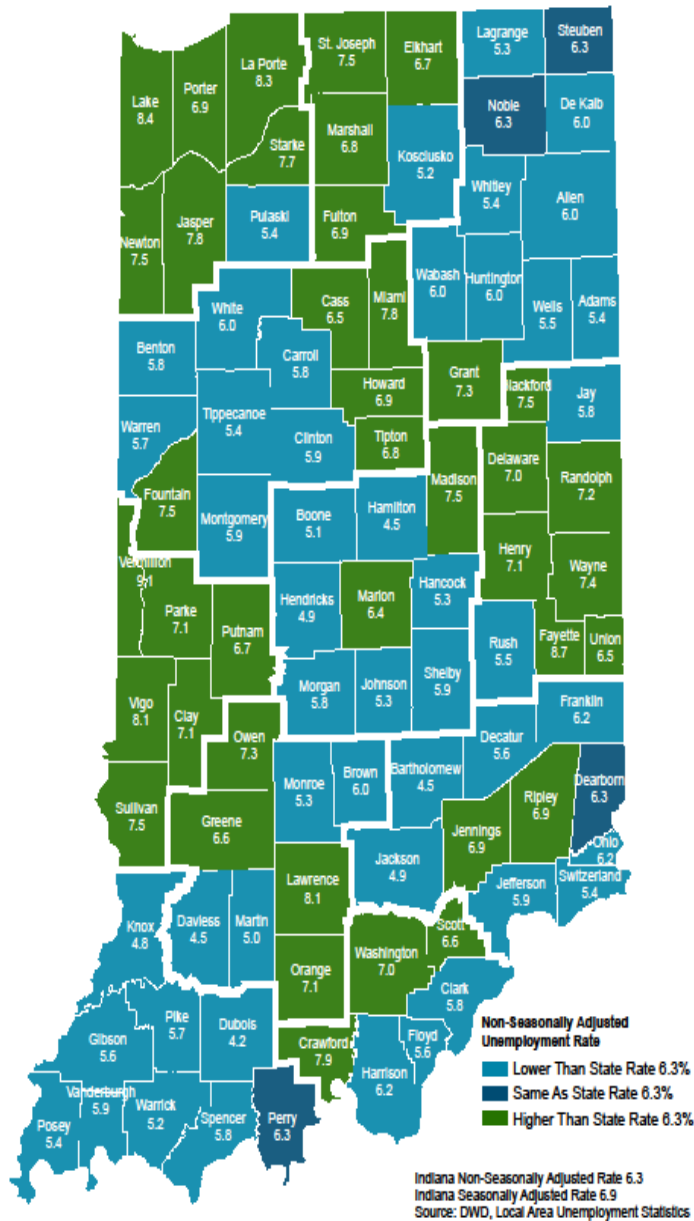 Lagrange
5.3
Steuben
6.3
St. Joseph
7.5
Elkhart
6.7
La Porte
8.3
Lake
8.4
Porter
6.9
Noble
6.3
De Kalb
6.0
Marshall
6.8
Starke
7.7
Kosciusko
5.2
Whitley
5.4
Allen
6.0
Newton
7.5
Jasper
7.8
Pulaski
5.4
Fulton
6.9
Wabash
6.0
Huntington
6.0
Wells
5.5
Adams
5.4
White
6.0
Cass
6.5
Miami
7.8
Benton
5.8
Carroll
5.8
Howard
6.9
Grant
7.3
Blackford
7.5
Jay
5.8
Warren
5.7
Tippecanoe
5.4
Clinton
5.9
Tipton
6.8
Madison
7.5
Delaware
7.0
Randolph
7.2
Fountain
7.5
Montgomery
5.9
Boone
5.1
Hamilton
4.5
Henry
7.1
Wayne
7.4
Vermillion
9.1
Parke
7.1
Putnam
6.7
Hendricks
4.9
Marion
6.4
Hancock
5.3
Rush
5.5
Fayette
8.7
Union
6.5
Vigo
8.1
Clay
7.1
Morgan
5.8
Johnson
5.3
Shelby
5.9
Franklin
6.2
Owen
7.3
Decatur
5.6
Sullivan
7.5
Greene
6.6
Monroe
5.3
Brown
6.0
Bartholomew
4.5
Ripley
6.9
Dearborn
6.3
Jennings
6.9
Ohio
6.2
Jackson
4.9
Jefferson
5.9
Switzerland
5.4
Lawrence
8.1
Knox
4.8
Daviess
4.5
Martin
5.0
Orange
7.1
Washington
7.0
Scott
6.6
Clark
5.8
Gibson
5.6
Pike
5.7
Dubois
4.2
Crawford
7.9
Floyd
5.6
Harrison
6.2
Posey
5.4
Vanderburgh
5.9
Warrick
5.2
Spencer
5.8
Perry
6.3
Non-Seasonally Adjusted
Unemployment Rate
Lower Than State Rate 6.3%
Same As State Rate 6.3%
Higher Than State Rate 6.3%
Indiana Non-Seasonally Adjusted Rate 6.3
Indiana Seasonally Adjusted Rate 6.9
Source: DWD, Local Area Unemployment Statistics